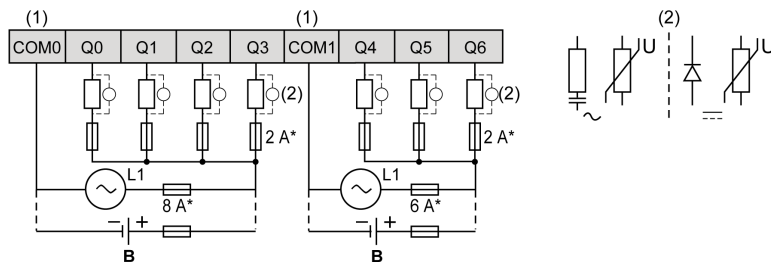 (1) (1) (2)
COM0 Q0 Q1 Q2 Q3 COM1 Q4 Q5 Q6
U U
(2) (2)
2 A* 2 A*
L1 L1
8 A* 6 A*
− + − +
B B